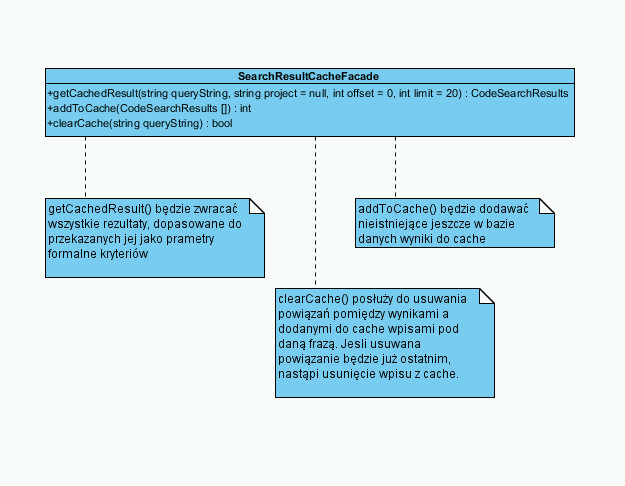 SearchResultCacheFacade
+getCachedResult(string queryString, string project = null, int offset = 0, int limit = 20) : CodeSearchResults
+addToCache(CodeSearchResults []) : int
+clearCache(string queryString) : bool
getCachedResult() będzie zwracać
wszystkie rezultaty, dopasowane do
przekazanych jej jako prametry
formalne kryteriów
addToCache() będzie dodawać
nieistniejące jeszcze w bazie
danych wyniki do cache
clearCache() posłuży do usuwania
powiązań pomiędzy wynikami a
dodanymi do cache wpisami pod
daną frazą. Jesli usuwana
powiązanie będzie już ostatnim,
nastąpi usunięcie wpisu z cache.